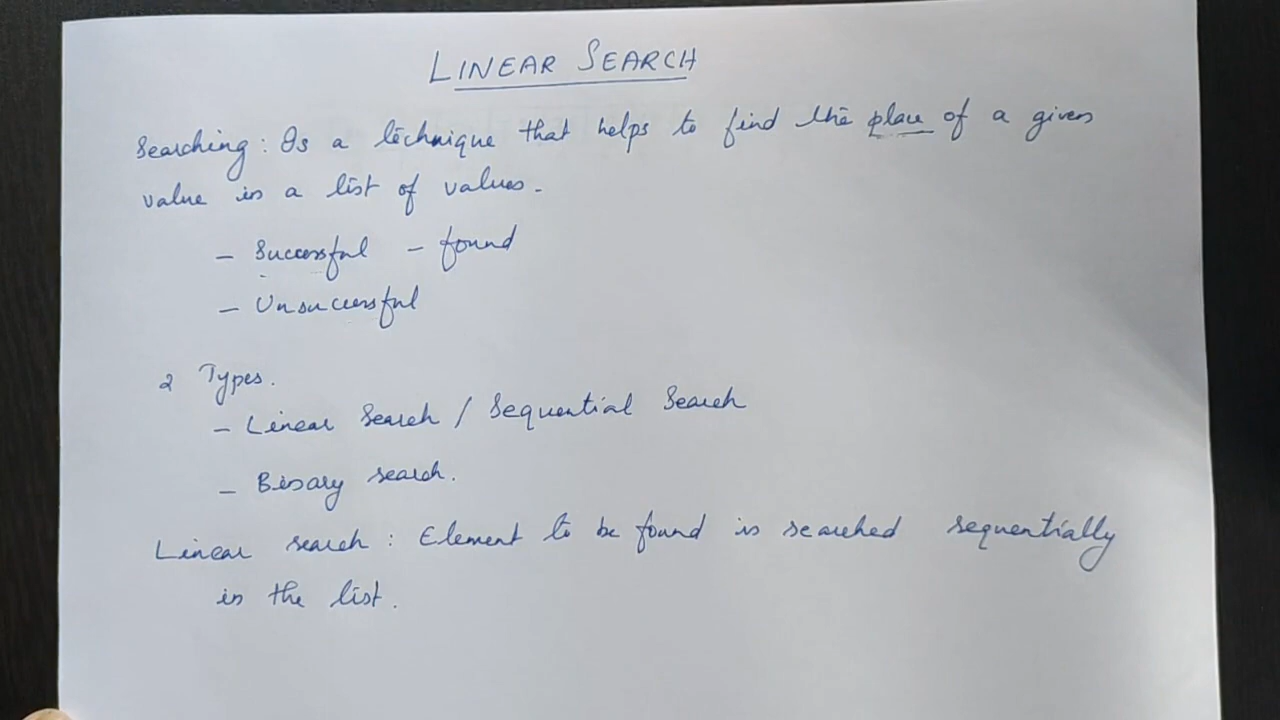 LINEAR SEARCH
Searching : Is a technique that helps to find the place of a given
value in a list of values.
- Successful - found
- Unsuccessful
2 Types.
- Linear Search / Sequential Search
- Binary search.
Linear search : Element to be found is searched sequentially
in the list.